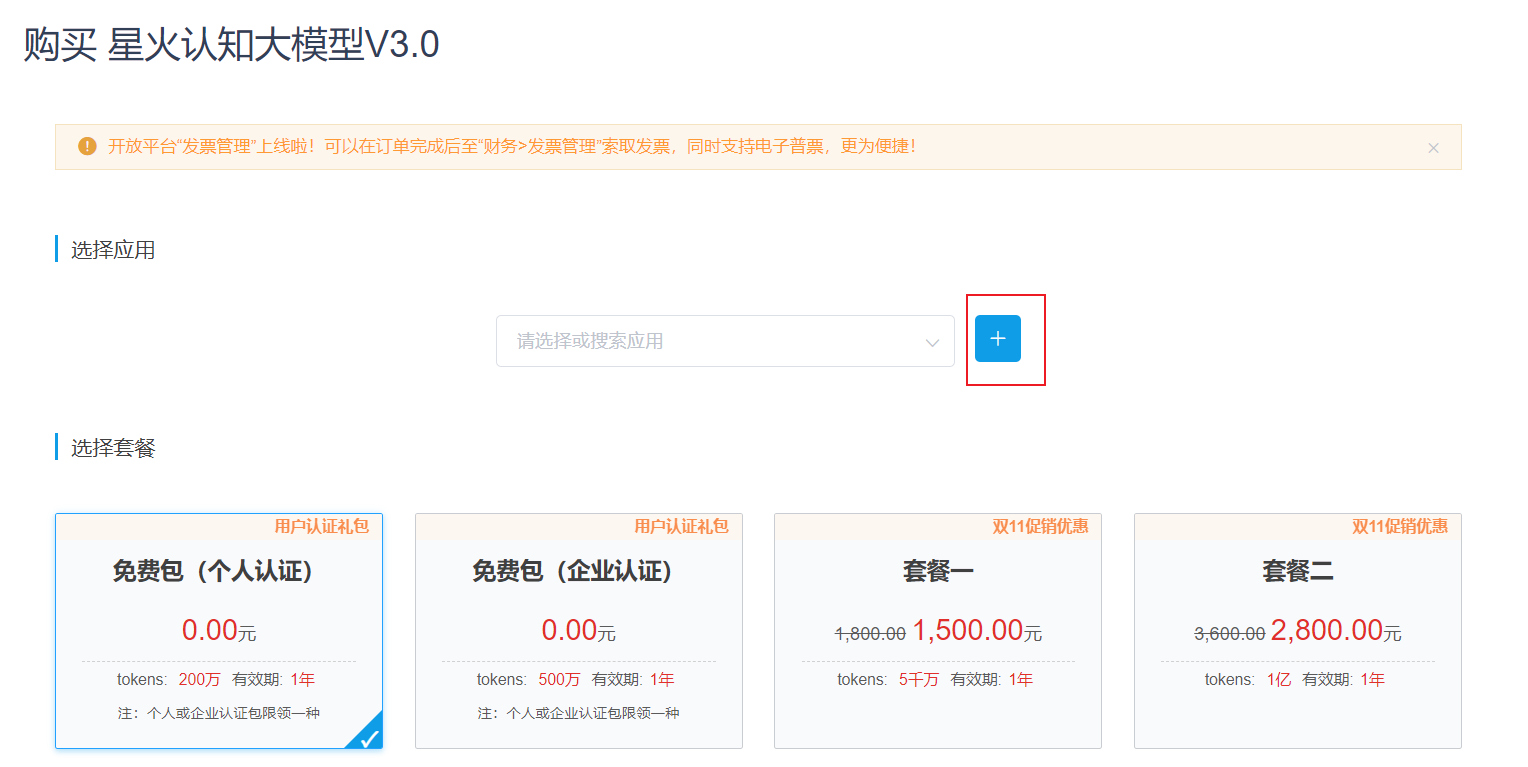 购买 星火认知大模型V3.0
开放平台“发票管理”上线啦！可以在订单完成后至“财务>发票管理”索取发票，同时支持电子普票，更为便捷！
选择应用
请选择或搜索应用
选择套餐
用户认证礼包
免费包（个人认证）
0.00元
tokens: 200万 有效期: 1年
注：个人或企业认证包限领一种
用户认证礼包
免费包（企业认证）
0.00元
tokens: 500万 有效期: 1年
注：个人或企业认证包限领一种
双11促销优惠
套餐一
1,800.00 1,500.00元
tokens: 5千万 有效期: 1年
双11促销优惠
套餐二
3,600.00 2,800.00元
tokens: 1亿 有效期: 1年